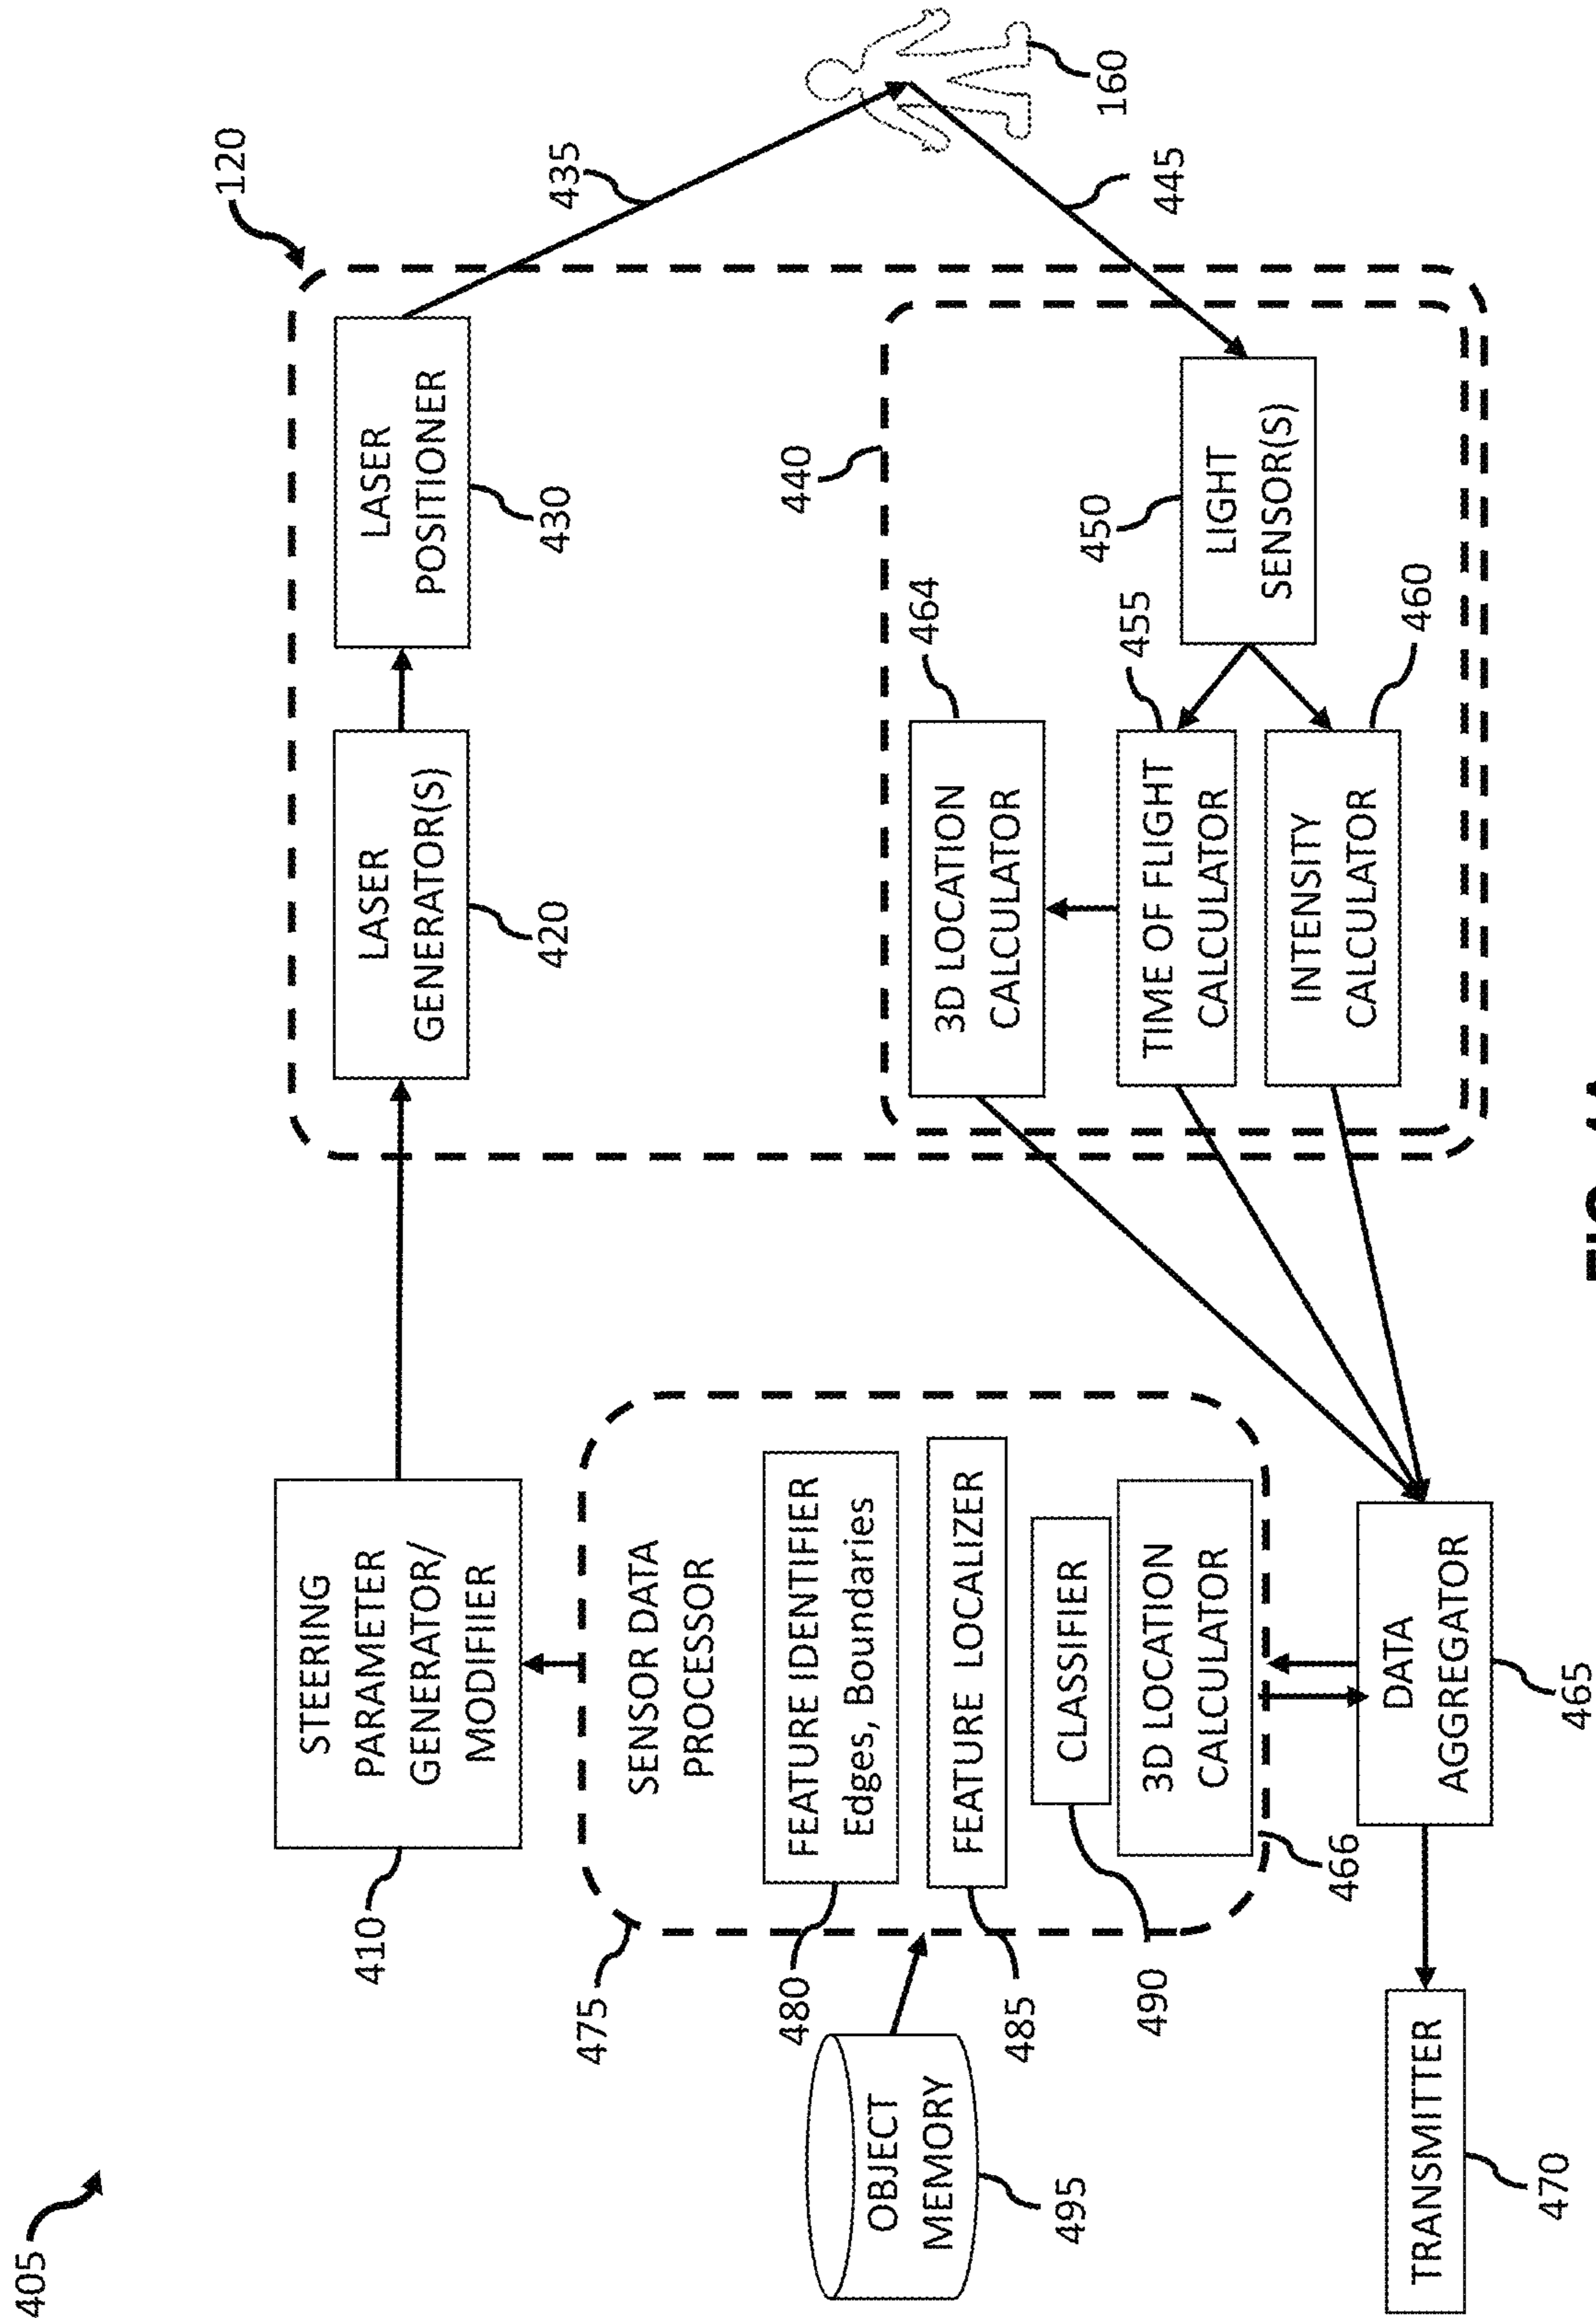 405
120
STEERING
PARAMETER
GENERATOR/
MODIFIIER
410
LASER
GENERATOR(S)
420
LASER
POSITIONER
430
435
160
445
440
475
SENSOR DATA
PROCESSOR
FEATURE IDENTIFIER
Edges, Boundaries
480
FEATURE LOCALIZER
485
CLASSIFIER
490
3D LOCATION
CALCULATOR
466
OBJECT
MEMORY
495
3D LOCATION
CALCULATOR
464
TIME OF FLIGHT
CALCULATOR
455
INTENSITY
CALCULATOR
460
LIGHT
SENSOR(S)
450
DATA
AGGREGATOR
465
TRANSMITTER
470